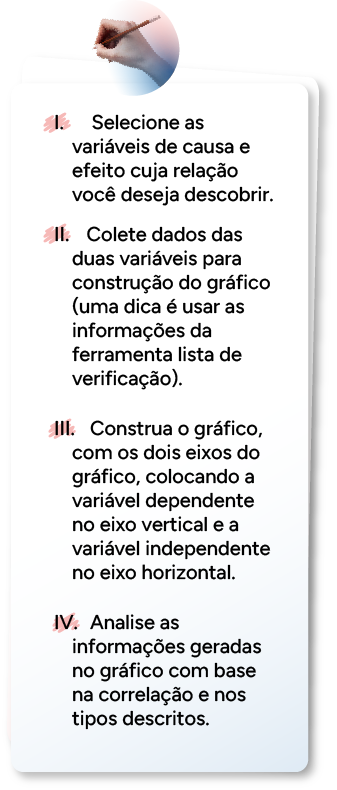 I. Selecione as
variáveis de causa e
efeito cuja relação
você deseja descobrir.
II. Colete dados das
duas variáveis para
construção do gráfico
(uma dica é usar as
informações da
ferramenta lista de
verificação).
III. Construa o gráfico,
com os dois eixos do
gráfico, colocando a
variável dependente
no eixo vertical e a
variável independente
no eixo horizontal.
IV. Analise as
informações geradas
no gráfico com base
na correlação e nos
tipos descritos.